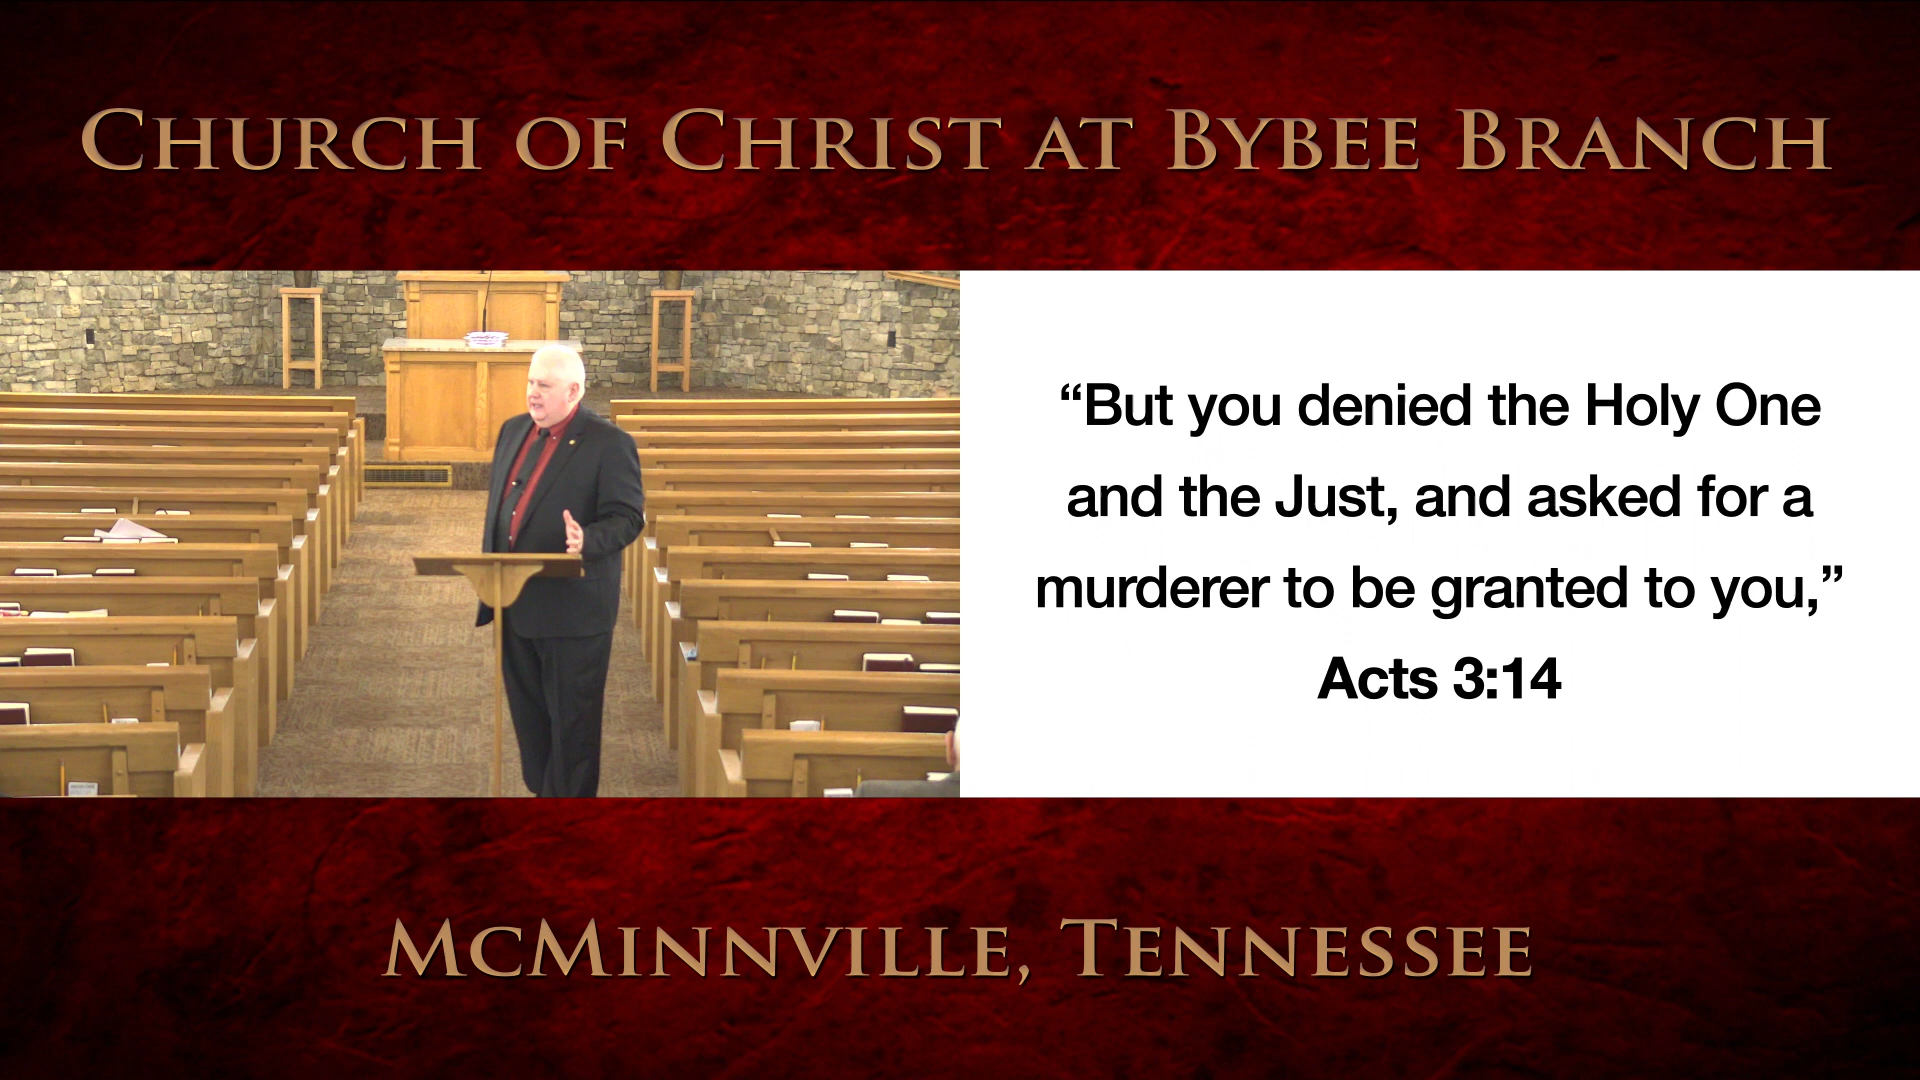 CHURCH OF CHRIST AT BYBEE BRANCH
“But you denied the Holy One
and the Just, and asked for a
murderer to be granted to you,”
Acts 3:14
MCMINNVILLE, TENNESSEE